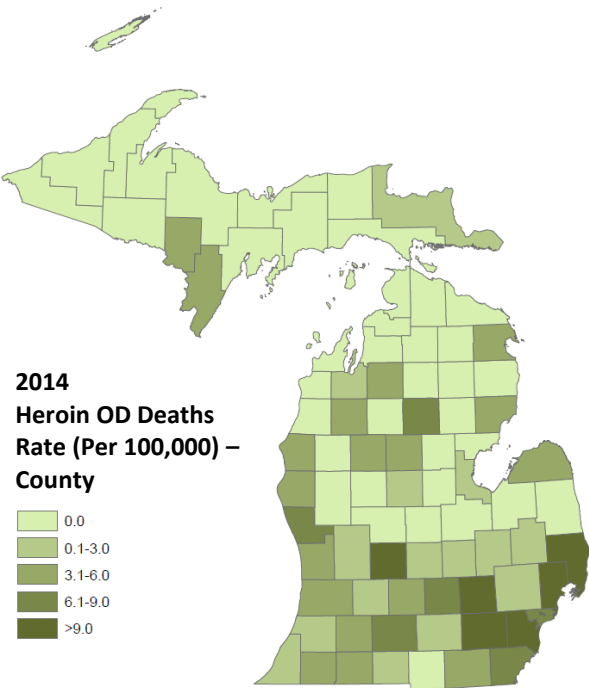 2014
Heroin OD Deaths
Rate (Per 100,000) –
County
0.0
0.1-3.0
3.1-6.0
6.1-9.0
>9.0